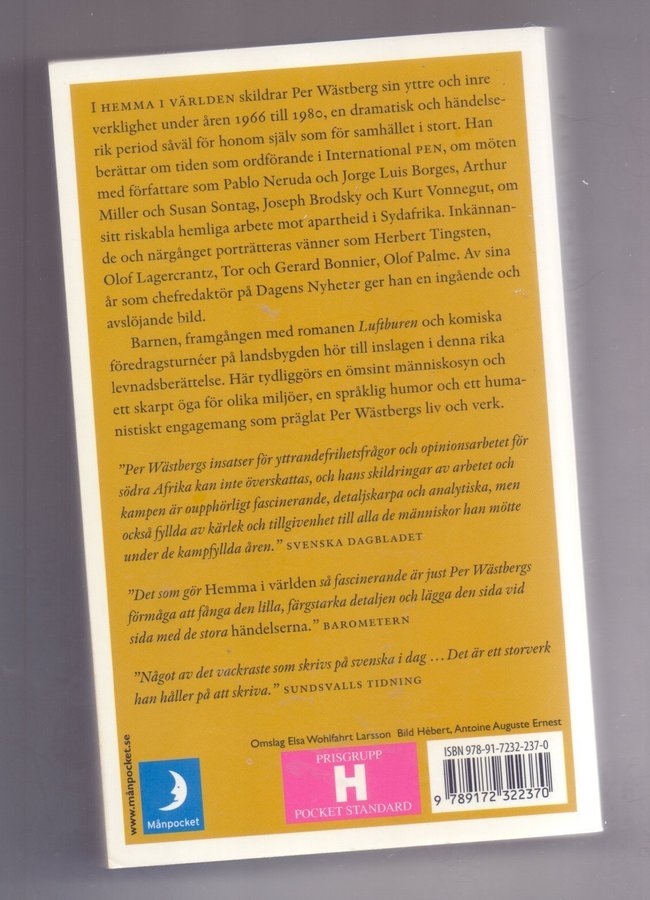 I HEMMA I VÄRLDEN skildrar Per Wästberg sin yttre och inre
verklighet under åren 1966 till 1980, en dramatisk och händelse-
rik period såväl för honom själv som för samhället i stort. Han
berättar om tiden som ordförande i International PEN, om möten
med författare som Pablo Neruda och Jorge Luis Borges, Arthur
Miller och Susan Sontag, Joseph Brodsky och Kurt Vonnegut, om
sitt riskabla hemliga arbete mot apartheid i Sydafrika. Inkännan-
de och närgånget porträtteras vänner som Herbert Tingsten,
Olof Lagercrantz, Tor och Gerard Bonnier, Olof Palme. Av sina
år som chefredaktör på Dagens Nyheter ger han en ingående och
avslöjande bild.
Barnen, framgången med romanen Luftburen och komiska
föredragsturnéer på landsbygden hör till inslagen i denna rika
levnadsberättelse. Här tydliggörs en ömsint människosyn och
ett skarpt öga för olika miljöer, en språklig humor och ett huma-
nistiskt engagemang som präglat Per Wästbergs liv och verk.
”Per Wästbergs insatser för yttrandefrihetsfrågor och opinionsarbetet för
södra Afrika kan inte överskattas, och hans skildringar av arbetet och
kampen är oupphörligt fascinerande, detaljskarpa och analytiska, men
också fyllda av kärlek och tillgivenhet till alla de människor han mötte
under de kampfyllda åren.” SVENSKA DAGBLADET
”Det som gör Hemma i världen så fascinerande är just Per Wästbergs
förmåga att fånga den lilla, färgstarka detaljen och lägga den sida vid
sida med de stora händelserna.” BAROMETERN
”Något av det vackraste som skrivs på svenska i dag … Det är ett storverk
han håller på att skriva.” SUNDSVALLS TIDNING
Omslag Elsa Wohlfahrt Larsson Bild Hébert, Antoine Auguste Ernest
www.månpocket.se
Månpocket
PRISGRUPP
H
POCKET STANDARD
ISBN 978-91-7232-237-0
9 789172 322370